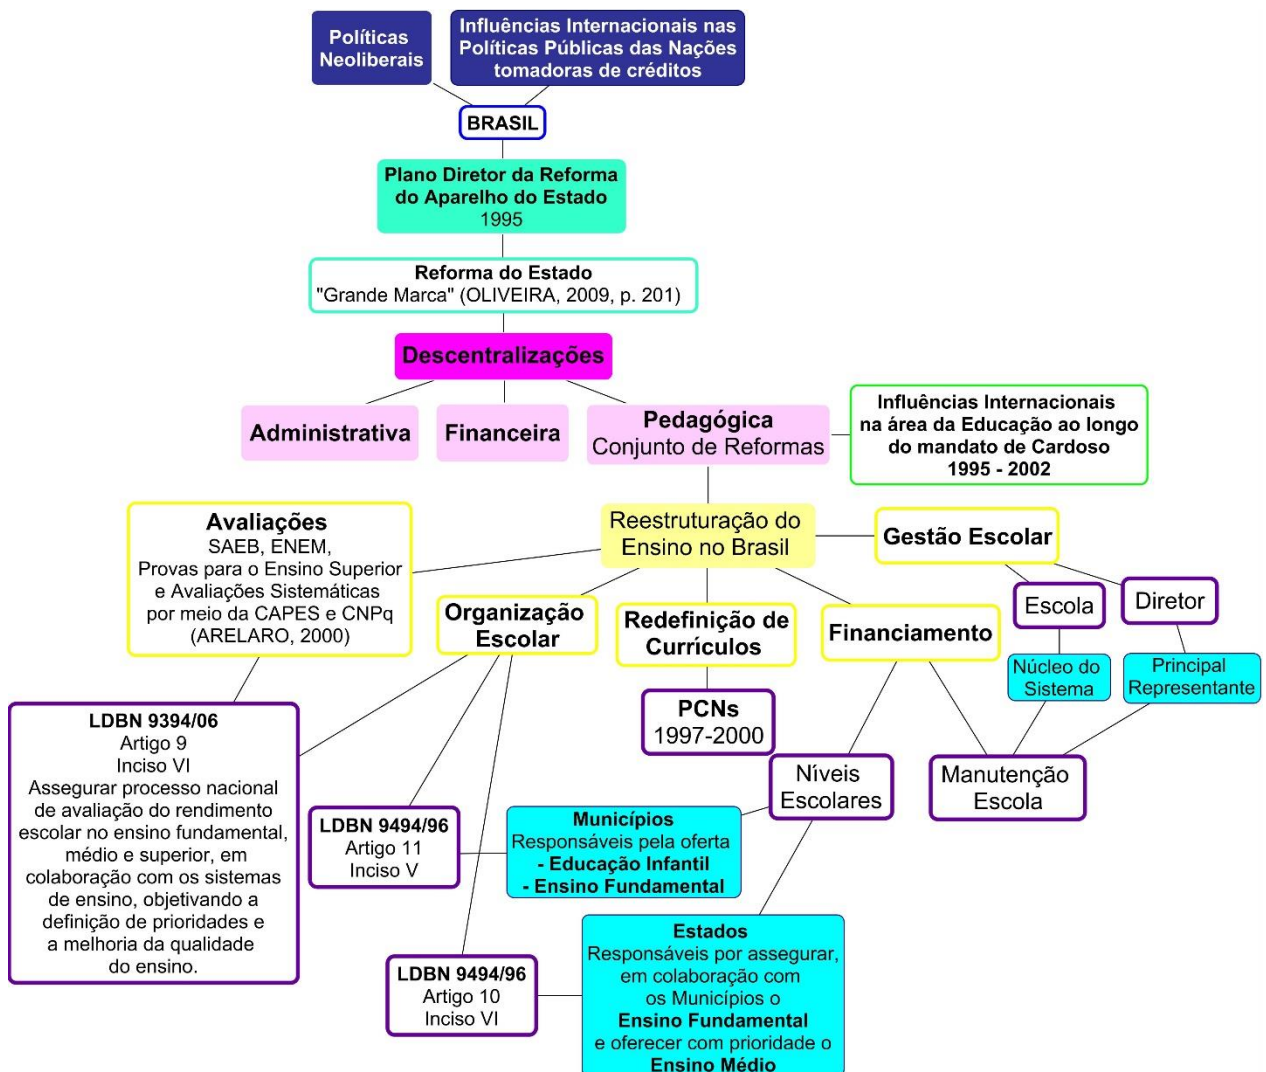 Políticas
Neoliberais
Influências Internacionais nas
Políticas Públicas das Nações
tomadoras de créditos
BRASIL
Plano Diretor da Reforma
do Aparelho do Estado
1995
Reforma do Estado
"Grande Marca" (OLIVEIRA, 2009, p. 201)
Descentralizações
Administrativa
Financeira
Pedagógica
Conjunto de Reformas
Influências Internacionais
na área da Educação ao longo
do mandato de Cardoso
1995 - 2002
Avaliações
SAEB, ENEM,
Provas para o Ensino Superior
e Avaliações Sistemáticas
por meio da CAPES e CNPq
(ARELARO, 2000)
Reestruturação do
Ensino no Brasil
Gestão Escolar
Organização
Escolar
Redefinição de
Currículos
Financiamento
Escola
Diretor
Núcleo do
Sistema
Principal
Representante
LDBN 9394/06
Artigo 9
Inciso VI
Assegurar processo nacional
de avaliação do rendimento
escolar no ensino fundamental,
médio e superior, em
colaboração com os sistemas
de ensino, objetivando a
definição de prioridades e
a melhoria da qualidade
do ensino.
PCNs
1997-2000
Níveis
Escolares
Manutenção
Escola
LDBN 9494/96
Artigo 11
Inciso V
Municípios
Responsáveis pela oferta
- Educação Infantil
- Ensino Fundamental
LDBN 9494/96
Artigo 10
Inciso VI
Estados
Responsáveis por assegurar,
em colaboração com
os Municípios o
Ensino Fundamental
e oferecer com prioridade o
Ensino Médio